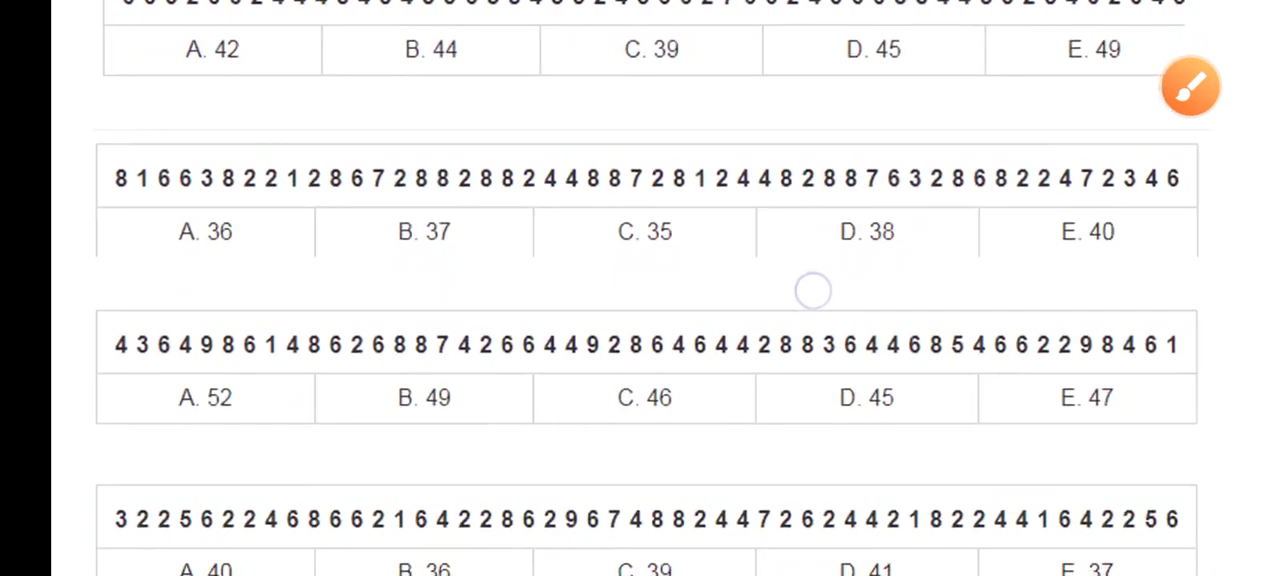 A. 42 B. 44 C. 39 D. 45 E. 49
8 1 6 6 3 8 2 2 1 2 8 6 7 2 8 8 2 8 8 2 4 4 8 8 7 2 8 1 2 4 4 8 2 8 8 7 6 3 2 8 6 8 2 2 4 7 2 3 4 6
A. 36 B. 37 C. 35 D. 38 E. 40
4 3 6 4 9 8 6 1 4 8 6 2 6 8 8 7 4 2 6 6 4 4 9 2 8 6 4 6 4 4 2 8 8 3 6 4 4 6 8 5 4 6 6 2 2 9 8 4 6 1
A. 52 B. 49 C. 46 D. 45 E. 47
3 2 2 5 6 2 2 4 6 8 6 6 2 1 6 4 2 2 8 6 2 9 6 7 4 8 8 2 4 4 7 2 6 2 4 4 2 1 8 2 2 4 4 1 6 4 2 2 5 6
A. 40 B. 36 C. 39 D. 41 E. 37